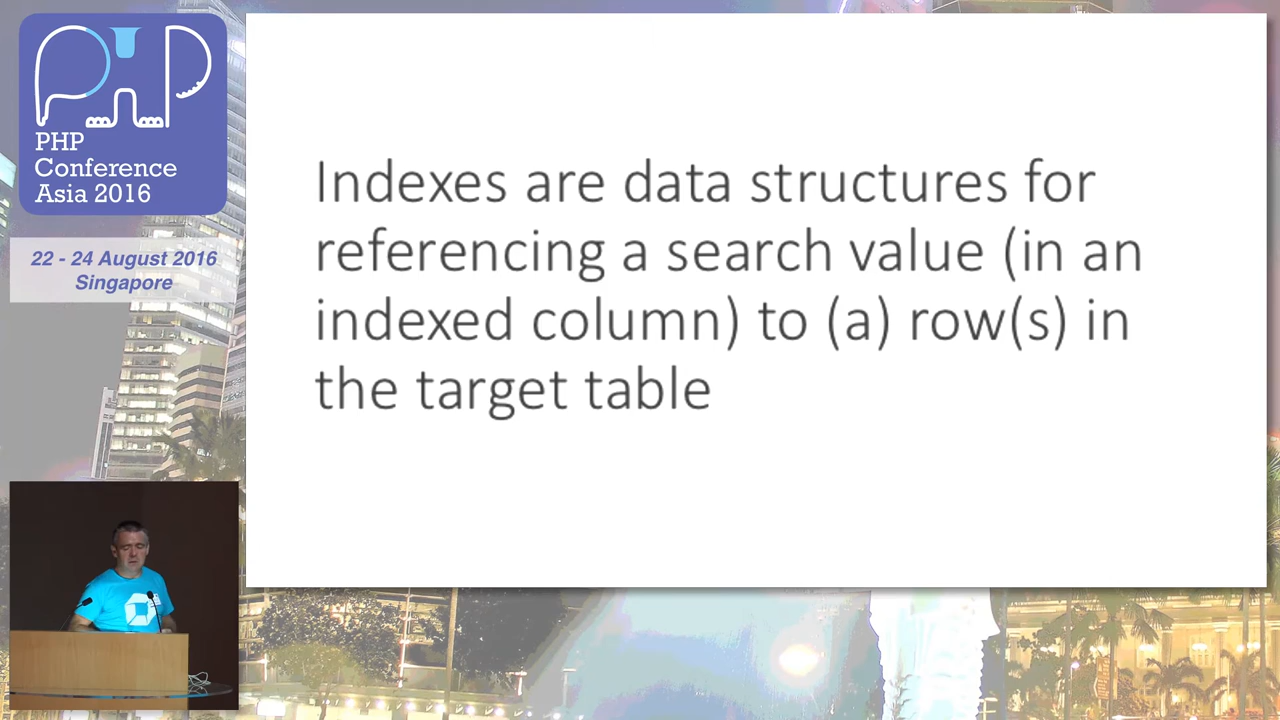 PHP
PHP
Conference
Asia 2016
22 - 24 August 2016
Singapore
Indexes are data structures for
referencing a search value (in an
indexed column) to (a) row(s) in
the target table